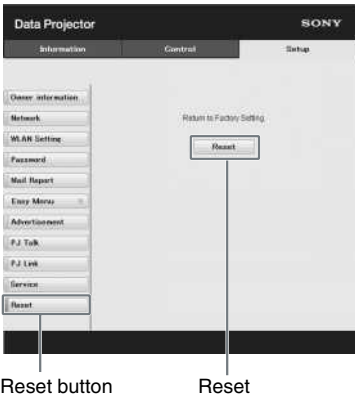 Data Projector
SONY
Information
Control
Setup
Owner information
Network
WLAN Setting
Password
Mail Report
Easy Menu
Advertisement
PJ Talk
PJ Link
Service
Reset
Return to Factory Setting.
Reset
Reset button
Reset